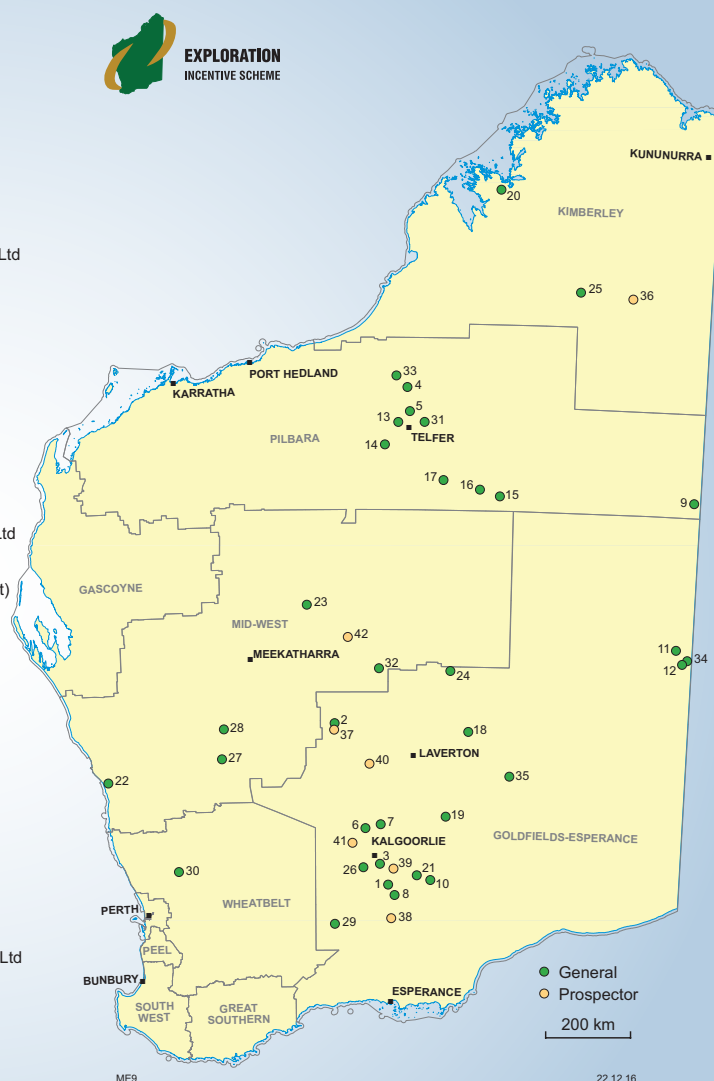 EXPLORATION
INCENTIVE SCHEME
KUNUNURRA
20
KIMBERLEY
Ltd
25
36
PORT HEDLAND
33
KARRATHA
4
5
13
31
TELFER
PILBARA
14
17
16
15
9
Ltd
GASCOYNE
t)
23
MID-WEST
42
MEEKATHARRA
11
34
32
12
24
2
28
37
18
LAVERTON
27
40
35
22
19
7
6
GOLDFIELDS-ESPERANCE
41
KALGOORLIE
3
26
39
30
21
10
1
8
WHEATBELT
PERTH
38
29
PEEL
Ltd
BUNBURY
General
ESPERANCE
Prospector
SOUTH
WEST
GREAT
SOUTHERN
200 km
MF9
22.12.16